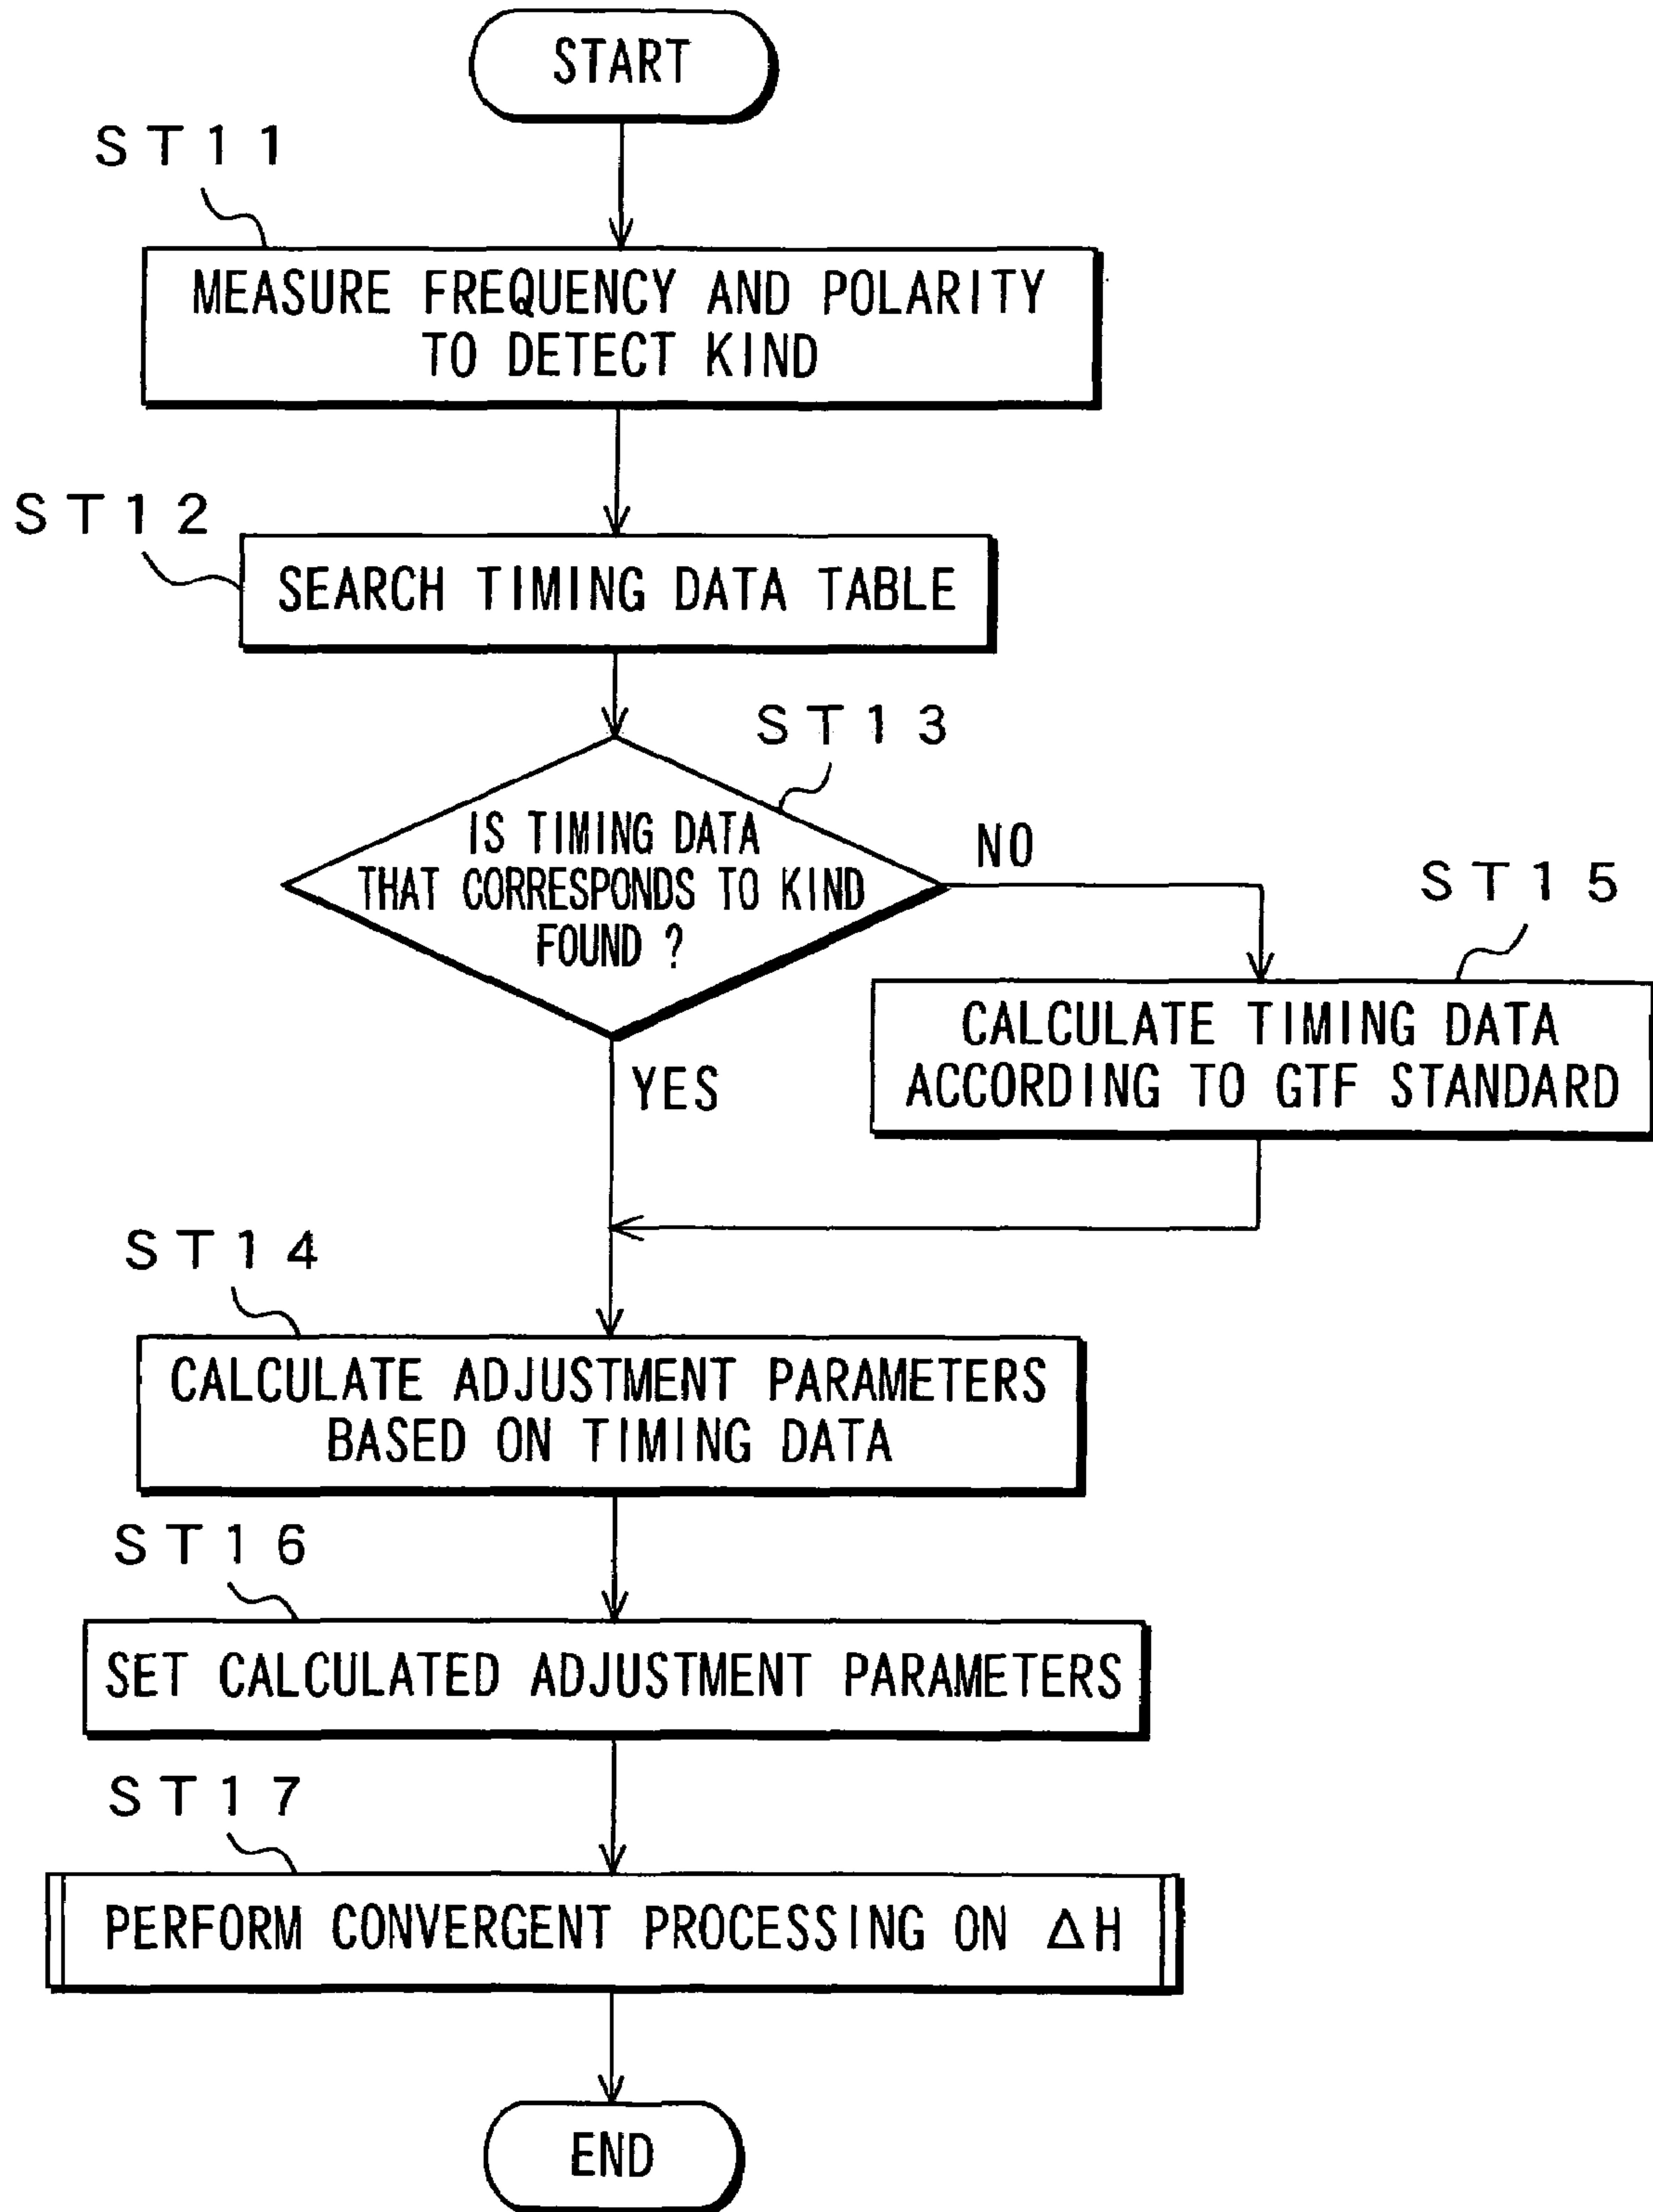 START
ST11
MEASURE FREQUENCY AND POLARITY
TO DETECT KIND
ST12
SEARCH TIMING DATA TABLE
ST13
IS TIMING DATA
THAT CORRESPONDS TO KIND
FOUND ?
NO
YES
ST15
CALCULATE TIMING DATA
ACCORDING TO GTF STANDARD
ST14
CALCULATE ADJUSTMENT PARAMETERS
BASED ON TIMING DATA
ST16
SET CALCULATED ADJUSTMENT PARAMETERS
ST17
PERFORM CONVERGENT PROCESSING ON ΔH
END